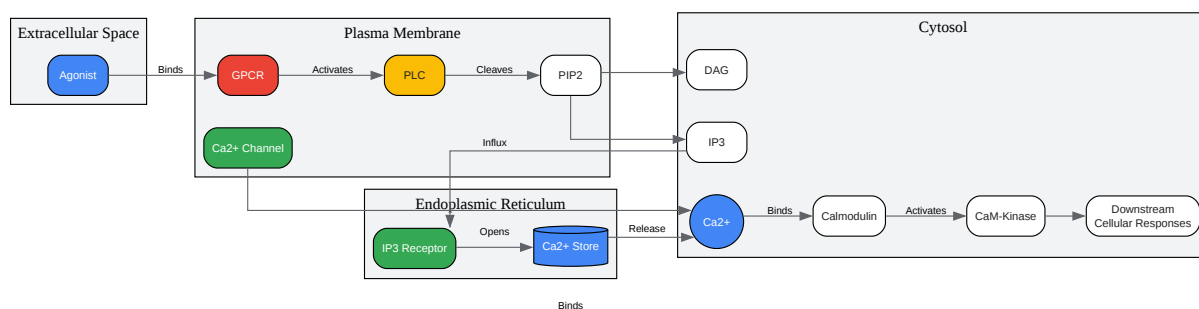 Extracellular Space
Plasma Membrane
Cytosol
Agonist
Binds
GPCR
Activates
PLC
Cleaves
PIP2
DAG
Ca2+ Channel
Influx
IP3
Endoplasmic Reticulum
IP3 Receptor
Opens
Ca2+ Store
Release
Ca2+
Binds
Calmodulin
Activates
CaM-Kinase
Downstream
Cellular Responses
Binds